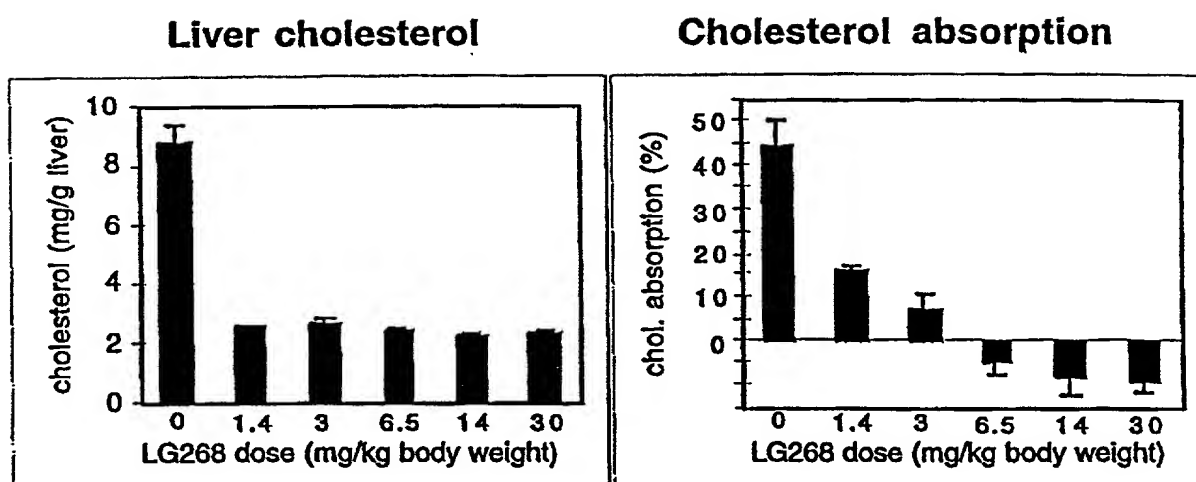 Liver cholesterol
cholesterol (mg/g liver)
10
8
6
4
2
0
0 1.4 3 6.5 14 30
LG268 dose (mg/kg body weight)
Cholesterol absorption
chol. absorption (%)
50
40
30
20
10
0
0 1.4 3 6.5 14 30
LG268 dose (mg/kg body weight)